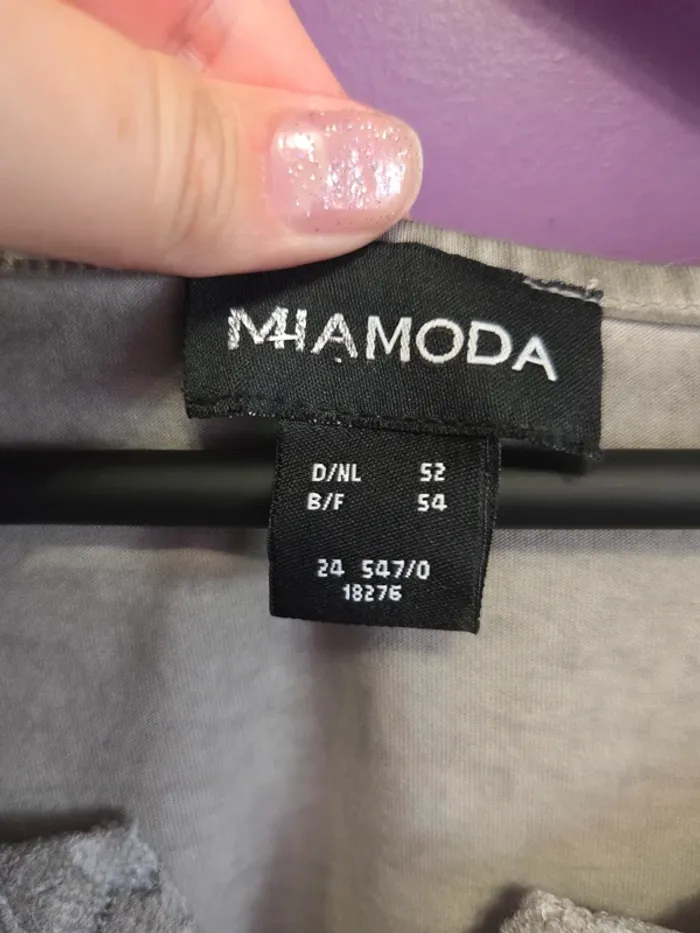 MIAMODA
D/NL 52
B/F 54
24 547/0
18276